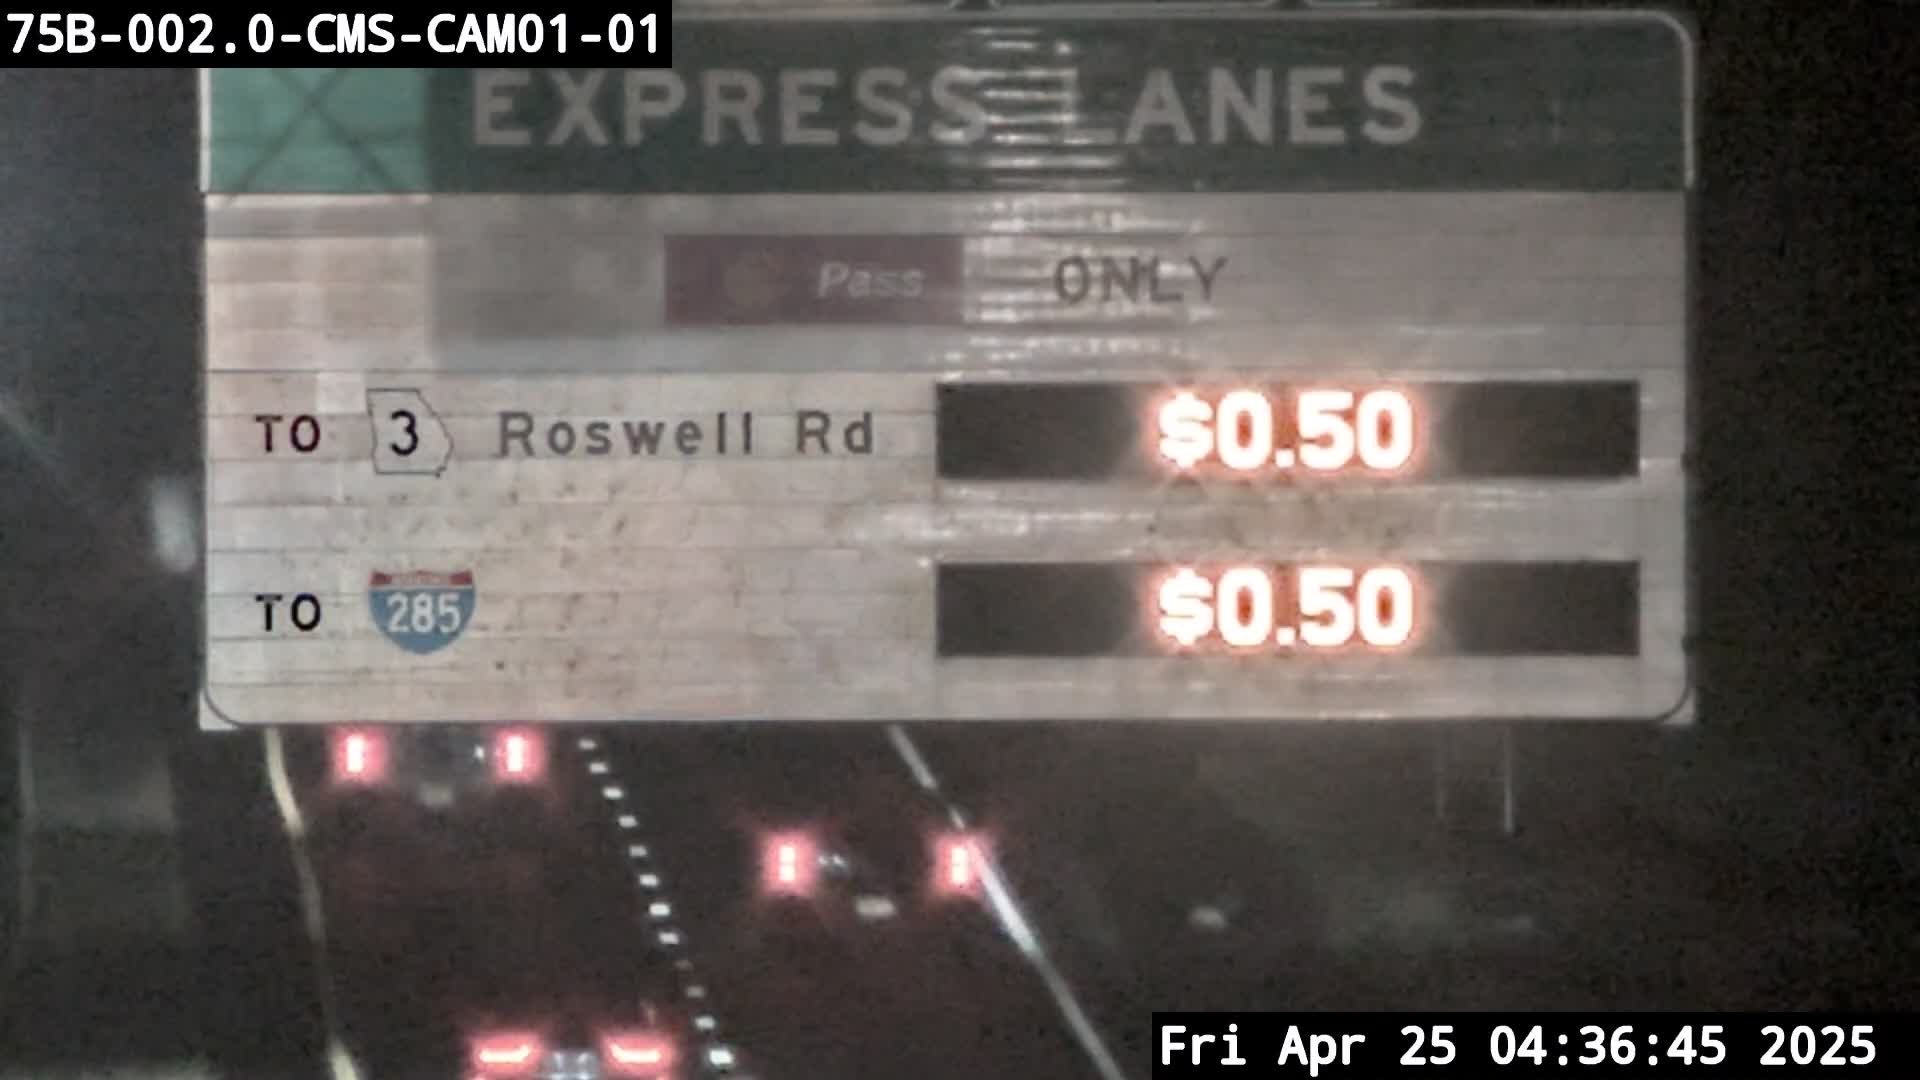 75B-002.0-CMS-CAM01-01
EXPRESS LANES
Pass ONLY
TO 3 Roswell Rd $0.50
TO 285 $0.50
Fri Apr 25 04:36:45 2025